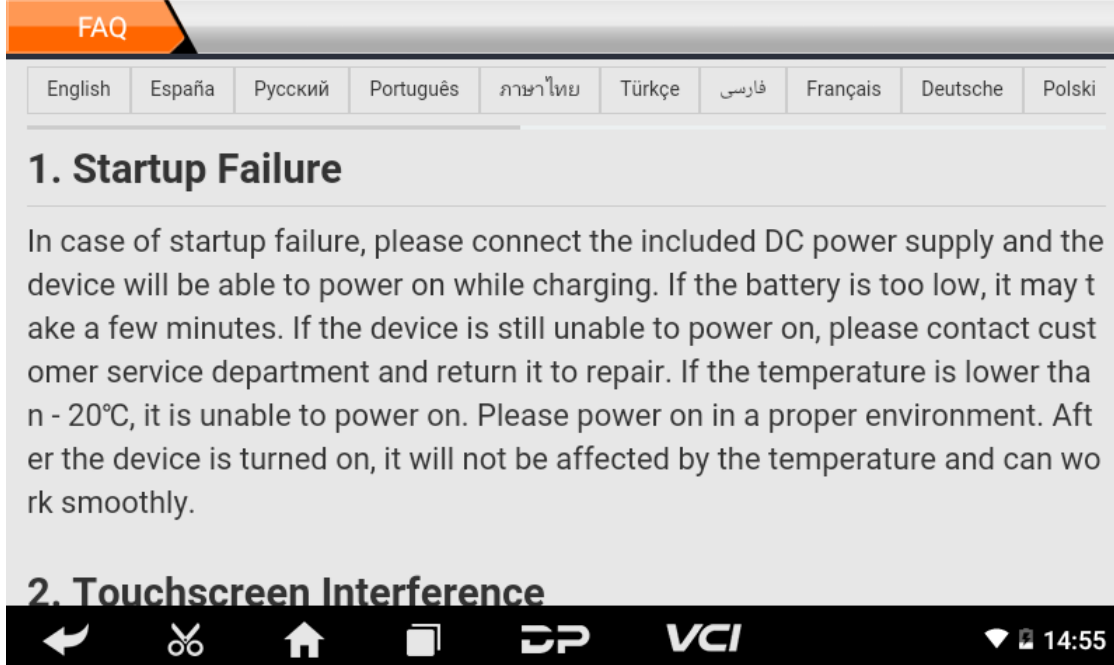 FAQ
English España Русский Português ภาษาไทย Türkçe فارسی Français Deutsche Polski
1. Startup Failure
In case of startup failure, please connect the included DC power supply and the
device will be able to power on while charging. If the battery is too low, it may t
ake a few minutes. If the device is still unable to power on, please contact cust
omer service department and return it to repair. If the temperature is lower tha
n - 20℃, it is unable to power on. Please power on in a proper environment. Aft
er the device is turned on, it will not be affected by the temperature and can wo
rk smoothly.
2. Touchscreen Interference
DP VCI 14:55